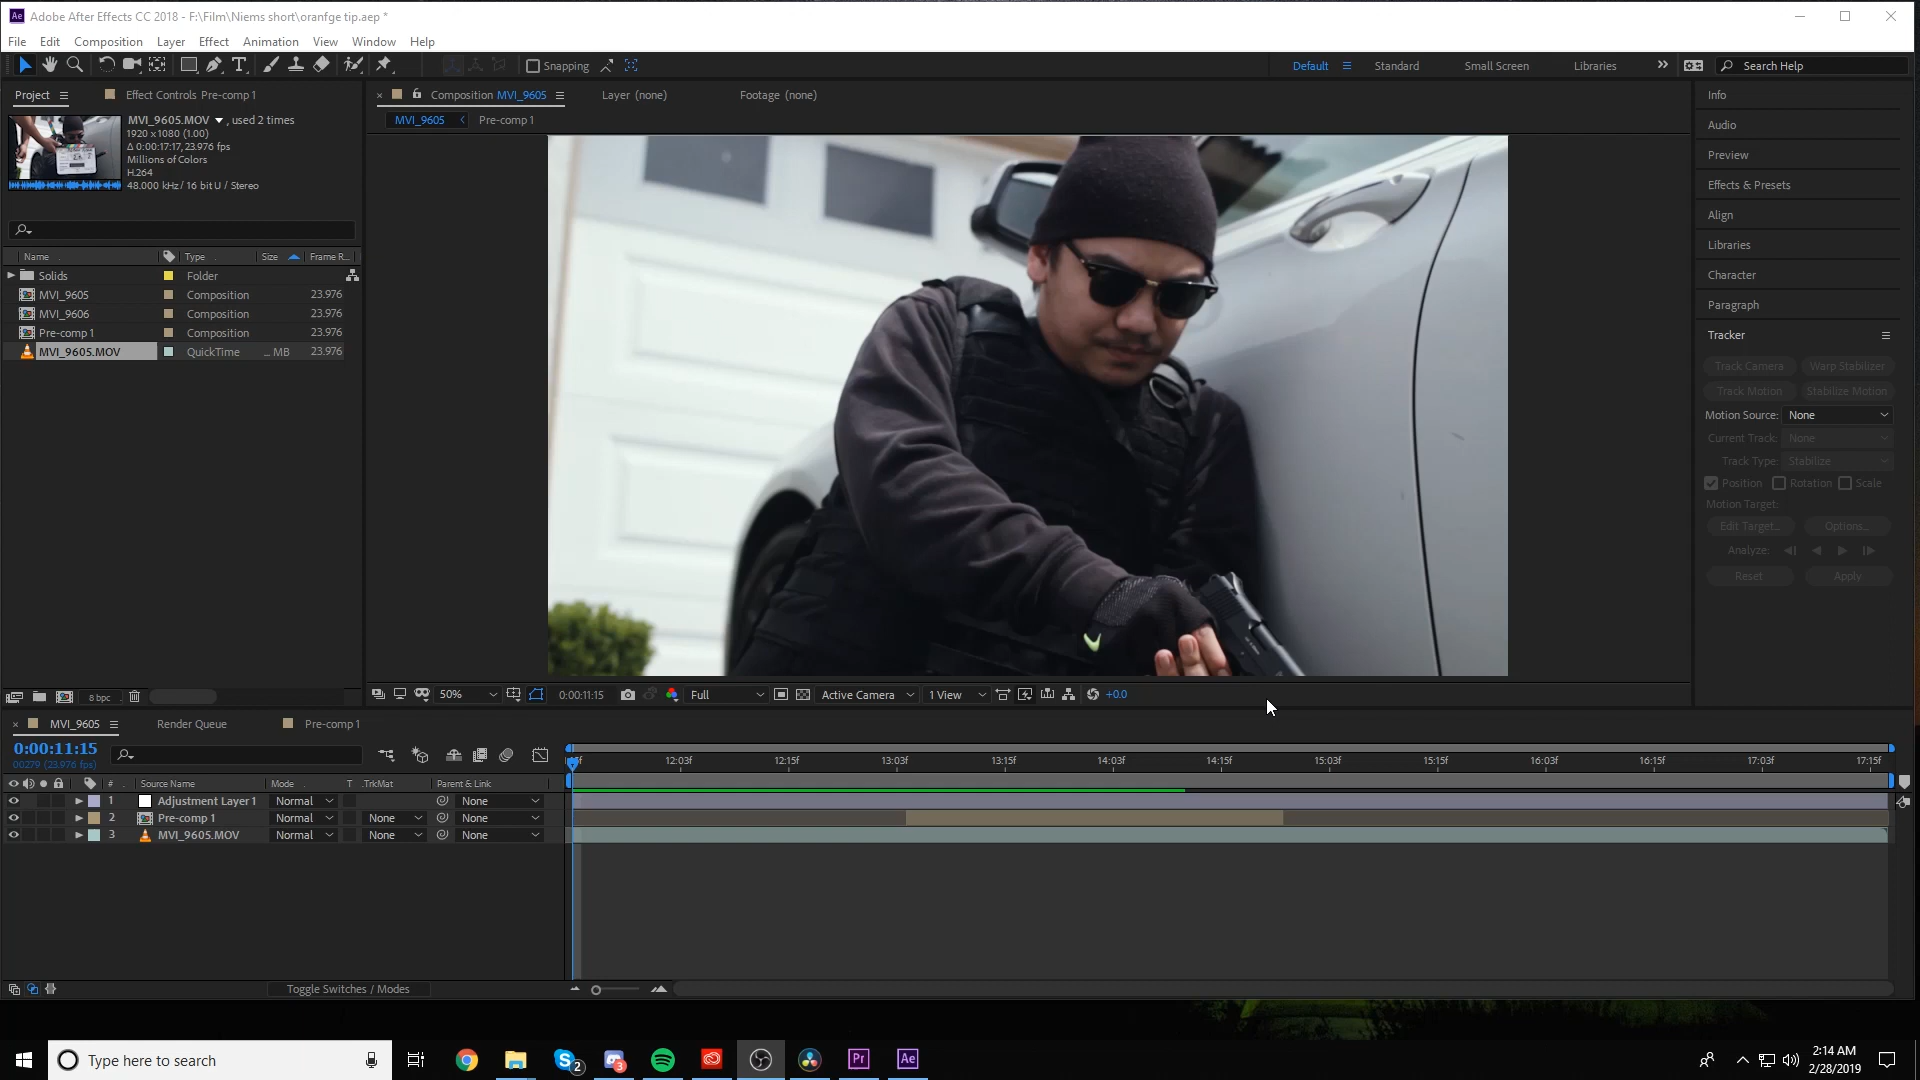 Adobe After Effects CC 2018 - F:\Film\Niems short\oranfge tip.aep *
File Edit Composition Layer Effect Animation View Window Help
Snapping
Default Standard Small Screen Libraries Search Help
Project Effect Controls Pre-comp 1
Composition MVI_9605 Layer (none) Footage (none)
MVI_9605 Pre-comp 1
MVI_9605.MOV , used 2 times
1920 x 1080 (1.00)
Δ 0:00:17:17, 23.976 fps
Millions of Colors
H.264
48.000 kHz / 16 bit U / Stereo
Name Type Size Frame R...
Solids Folder
MVI_9605 Composition 23.976
MVI_9606 Composition 23.976
Pre-comp 1 Composition 23.976
MVI_9605.MOV QuickTime ... MB 23.976
8 bpc
Info
Audio
Preview
Effects & Presets
Align
Libraries
Character
Paragraph
Tracker
Track Camera Warp Stabilizer
Track Motion Stabilize Motion
Motion Source: None
Current Track: None
Track Type: Stabilize
Position Rotation Scale
Motion Target:
Edit Target... Options...
Analyze:
Reset Apply
50% 0:00:11:15 Full Active Camera 1 View +0.0
MVI_9605 Render Queue Pre-comp 1
0:00:11:15
00279 (23.976 fps)
12:03f 12:15f 13:03f 13:15f 14:03f 14:15f 15:03f 15:15f 16:03f 16:15f 17:03f 17:15f
# Source Name Mode T .TrkMat Parent & Link
1 Adjustment Layer 1 Normal None
2 Pre-comp 1 Normal None None
3 MVI_9605.MOV Normal None None
Toggle Switches / Modes
Type here to search
2
3
Pr
Ae
2:14 AM
2/28/2019